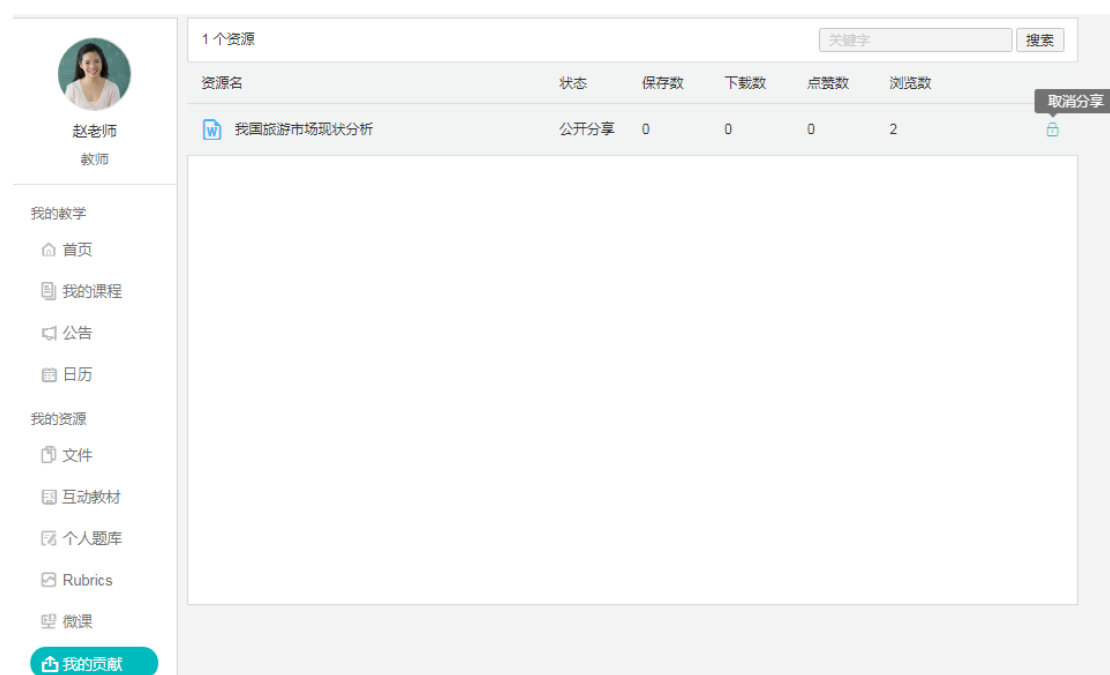 赵老师
教师
我的教学
首页
我的课程
公告
日历
我的资源
文件
互动教材
个人题库
Rubrics
微课
我的贡献
1 个资源
关键字 搜索
资源名 状态 保存数 下载数 点赞数 浏览数
取消分享
我国旅游市场现状分析 公开分享 0 0 0 2